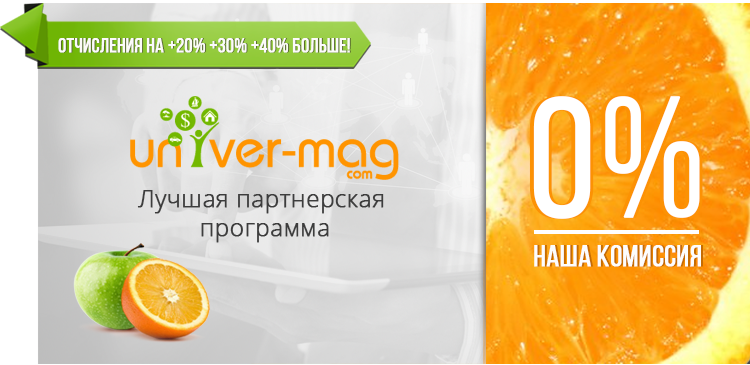 ОТЧИСЛЕНИЯ НА +20% +30% +40% БОЛЬШЕ!
$
univer-mag
com
Лучшая партнерская
программа
0%
НАША КОМИССИЯ